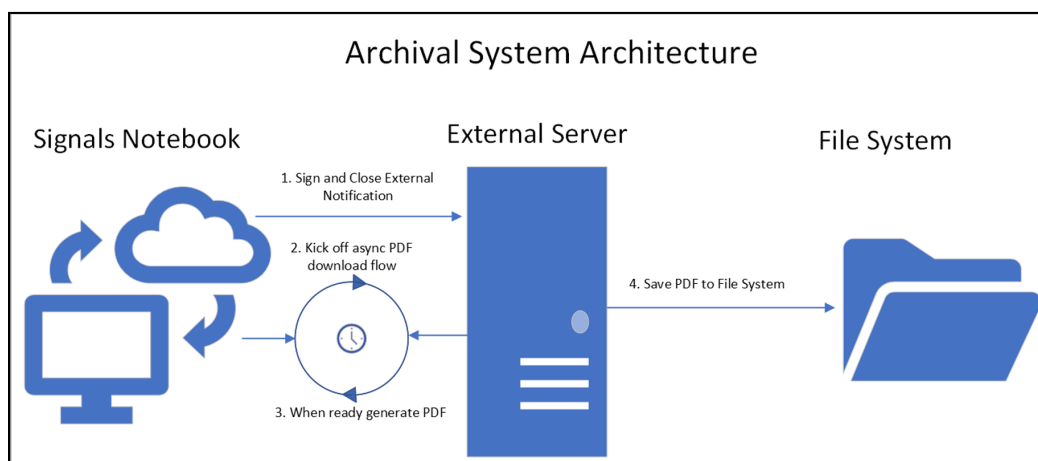 Archival System Architecture
Signals Notebook
External Server
File System
1. Sign and Close External
Notification
2. Kick off async PDF
download flow
3. When ready generate PDF
4. Save PDF to File System